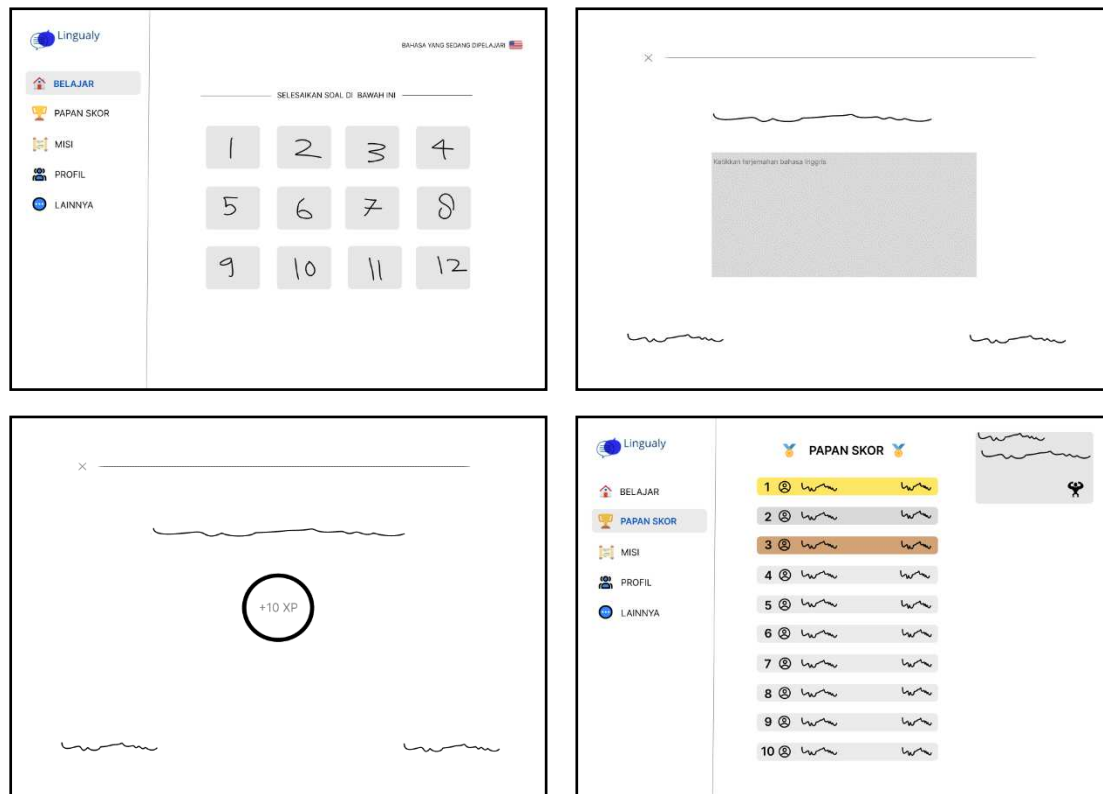 Lingualy
BAHASA YANG SEDANG DIPELAJARI
BELAJAR
PAPAN SKOR
MISI
PROFIL
LAINNYA
SELESAIKAN SOAL DI BAWAH INI
1 2 3 4
5 6 7 8
9 10 11 12
×
Ketikkan terjemahan bahasa Inggris
×
+10 XP
Lingualy
BELAJAR
PAPAN SKOR
MISI
PROFIL
LAINNYA
PAPAN SKOR
1
2
3
4
5
6
7
8
9
10